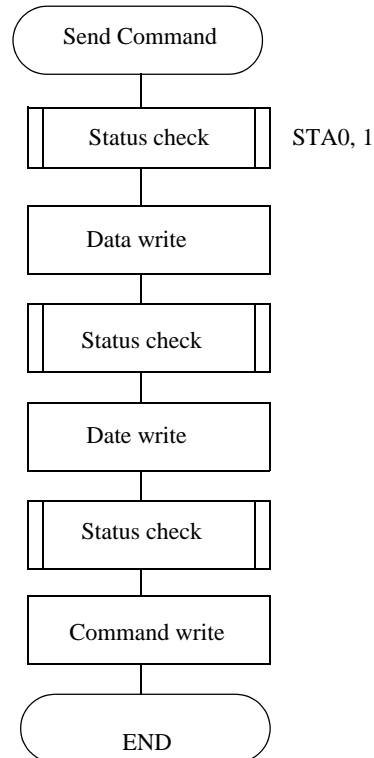 Send Command
Status check STA0, 1
Data write
Status check
Date write
Status check
Command write
END